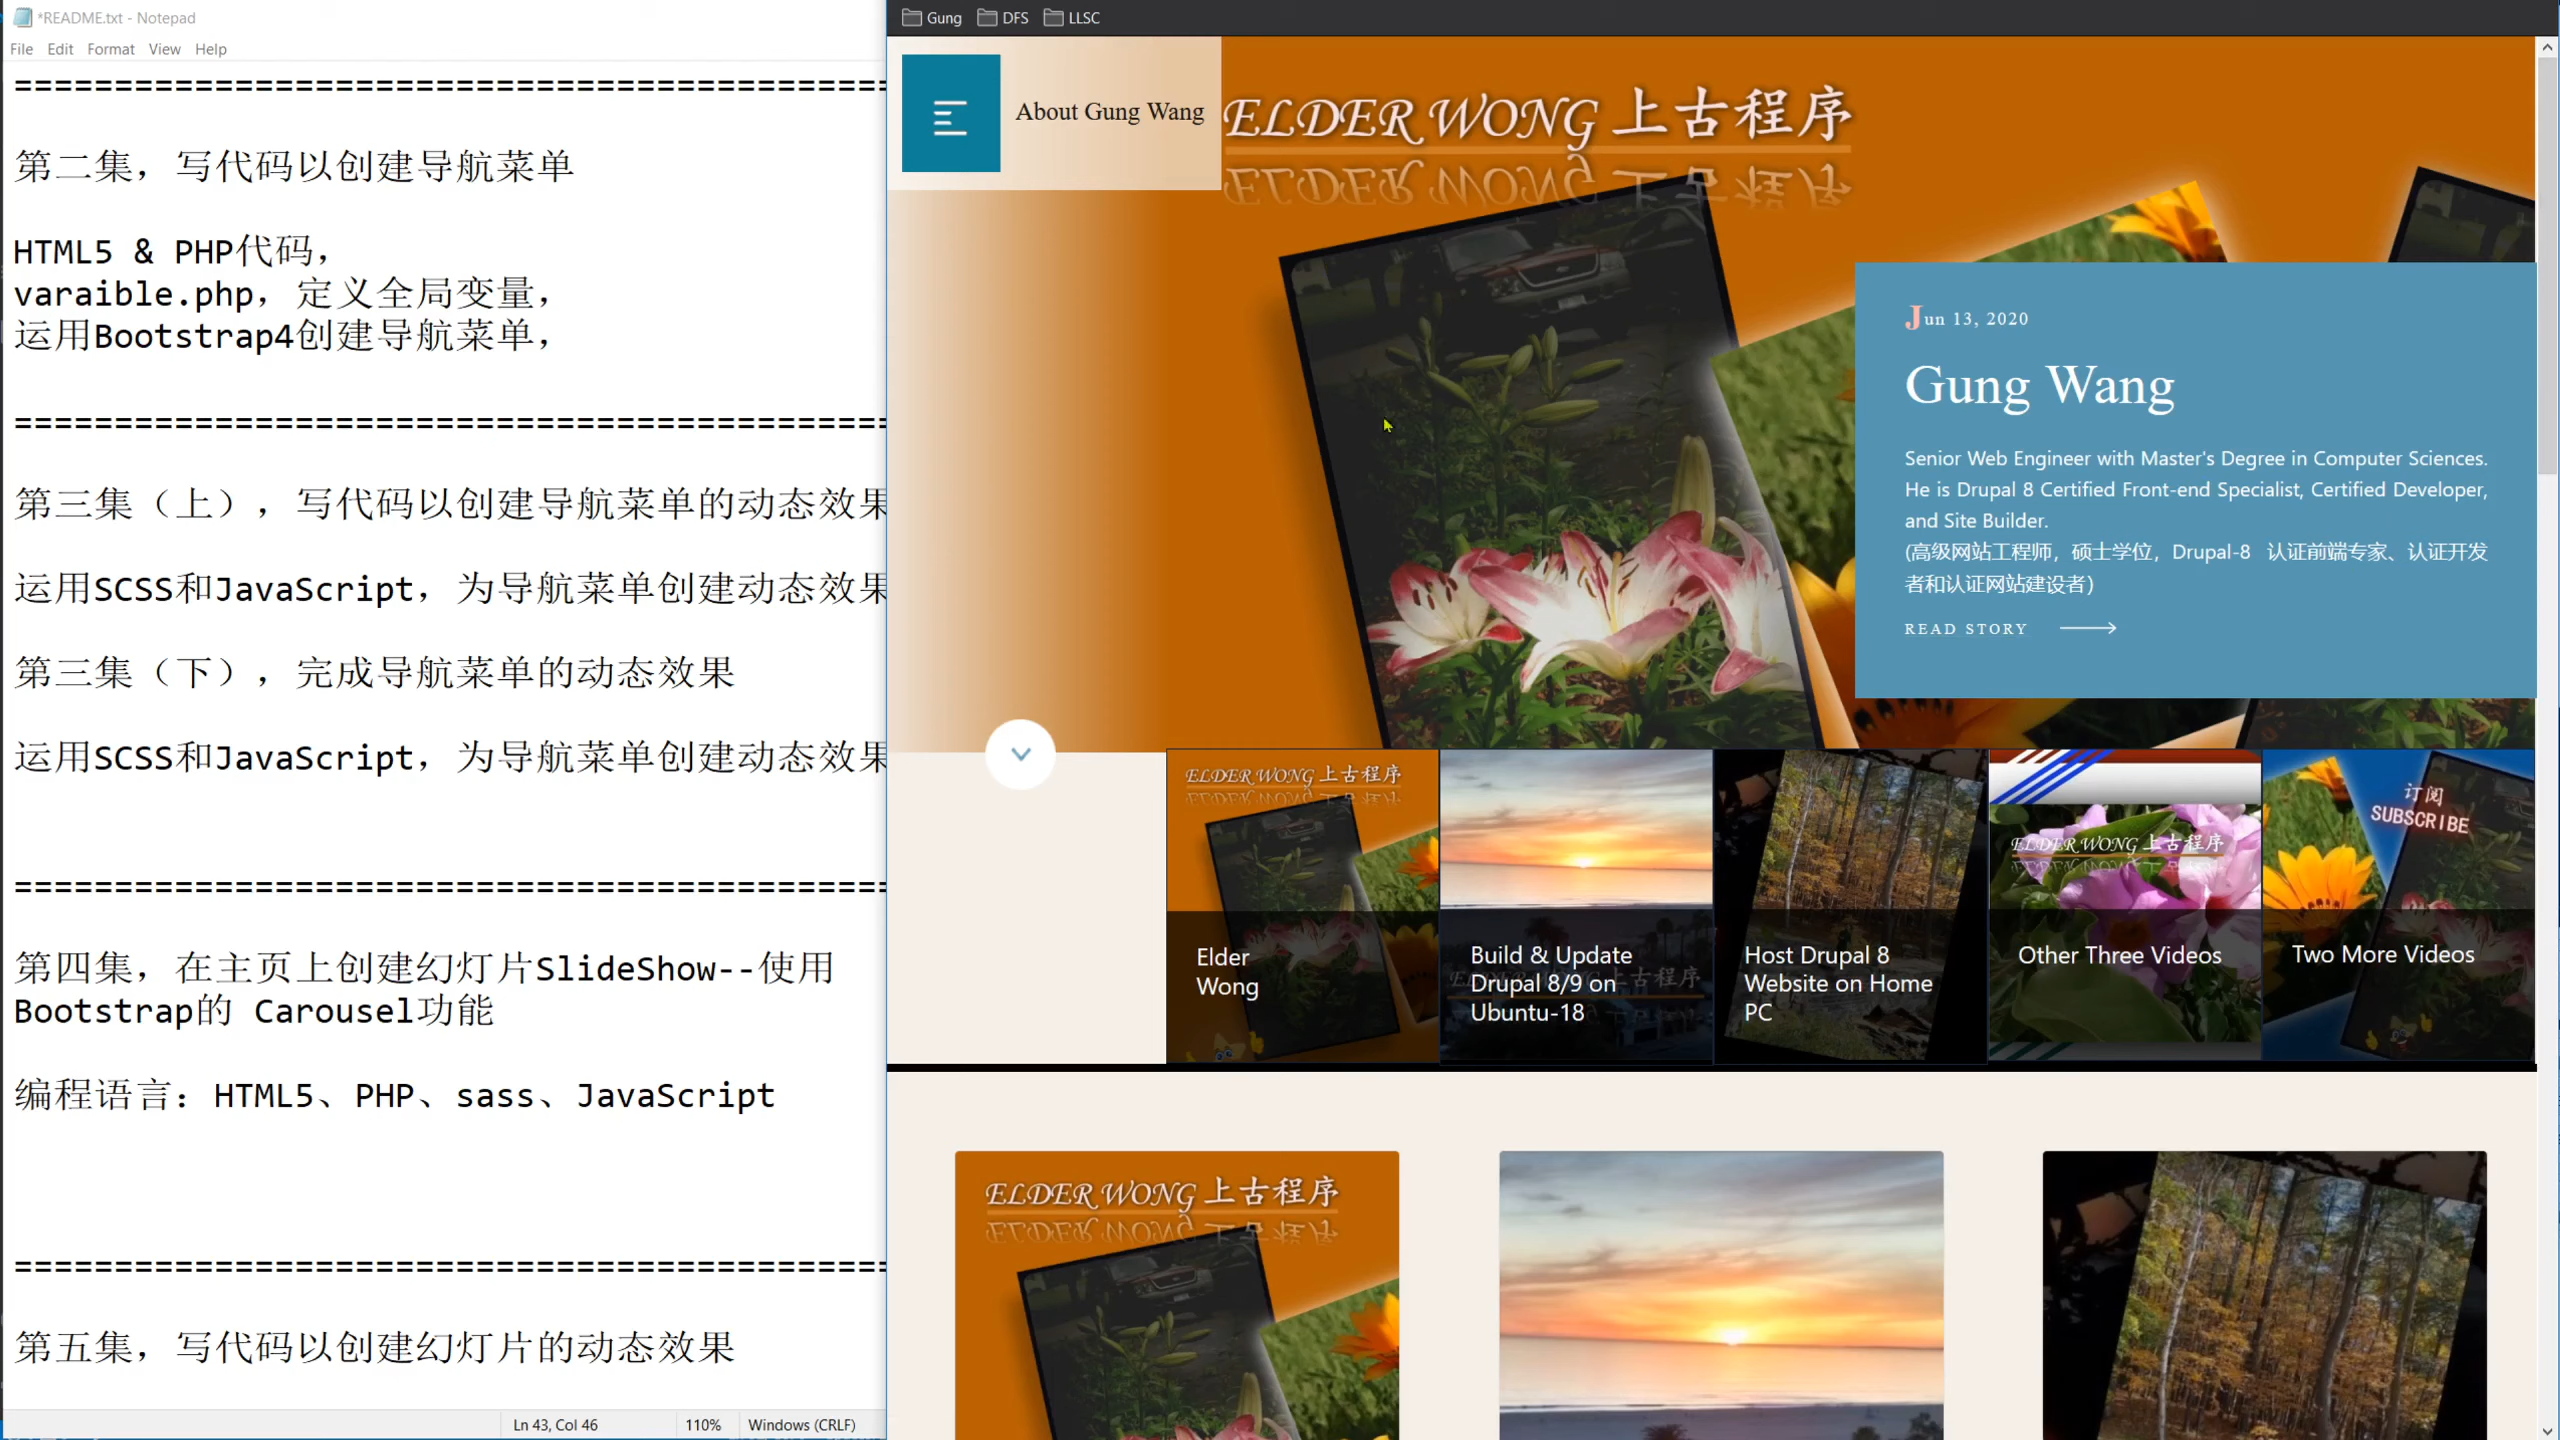 *README.txt - Notepad
File Edit Format View Help
==============================================
第二集，写代码以创建导航菜单
HTML5 & PHP代码，
varaible.php，定义全局变量，
运用Bootstrap4创建导航菜单，
==============================================
第三集（上），写代码以创建导航菜单的动态效果
运用SCSS和JavaScript，为导航菜单创建动态效果
第三集（下），完成导航菜单的动态效果
运用SCSS和JavaScript，为导航菜单创建动态效果
==============================================
第四集，在主页上创建幻灯片SlideShow--使用
Bootstrap的 Carousel功能
编程语言：HTML5、PHP、sass、JavaScript
==============================================
第五集，写代码以创建幻灯片的动态效果
Ln 43, Col 46 110% Windows (CRLF)
Gung DFS LLSC
About Gung Wang
ELDER WONG 上古程序
Jun 13, 2020
Gung Wang
Senior Web Engineer with Master's Degree in Computer Sciences.
He is Drupal 8 Certified Front-end Specialist, Certified Developer,
and Site Builder.
(高级网站工程师，硕士学位，Drupal-8 认证前端专家、认证开发
者和认证网站建设者)
READ STORY
ELDER WONG 上古程序
Elder
Wong
Build & Update
Drupal 8/9 on
Ubuntu-18
ELDER WONG 上古程序
Host Drupal 8
Website on Home
PC
ELDER WONG 上古程序
Other Three Videos
订阅
SUBSCRIBE
Two More Videos
ELDER WONG 上古程序